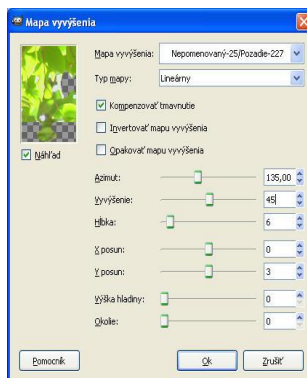 Mapa vyvýšenia
Mapa vyvýšenia: Nepomenovaný-25/Pozadie-227
Typ mapy: Lineárny
Kompenzovať tmavnutie
Invertovať mapu vyvýšenia
Náhľad
Opakovať mapu vyvýšenia
Azimut: 135,00
Vyvýšenie: 45
Hĺbka: 6
X posun: 0
Y posun: 3
Výška hladiny: 0
Okolie: 0
Pomocník Ok Zrušiť